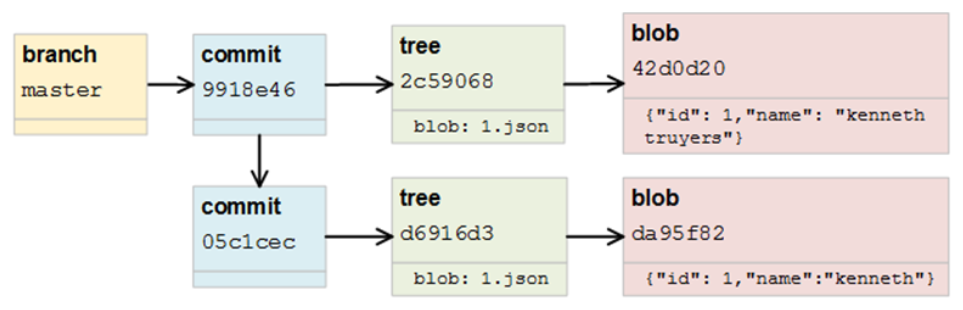 branch
master
commit
9918e46
tree
2c59068
blob: 1.json
blob
42d0d20
{"id": 1,"name": "kenneth
truyers"}
commit
05c1cec
tree
d6916d3
blob: 1.json
blob
da95f82
{"id": 1,"name":"kenneth"}